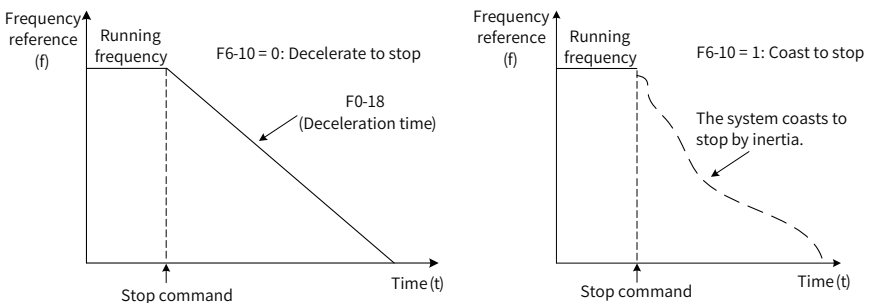 Frequency
reference
(f)
Running
frequency
F6-10 = 0: Decelerate to stop
F0-18
(Deceleration time)
Time (t)
Stop command
Frequency
reference
(f)
Running
frequency
F6-10 = 1: Coast to stop
The system coasts to
stop by inertia.
Time (t)
Stop command